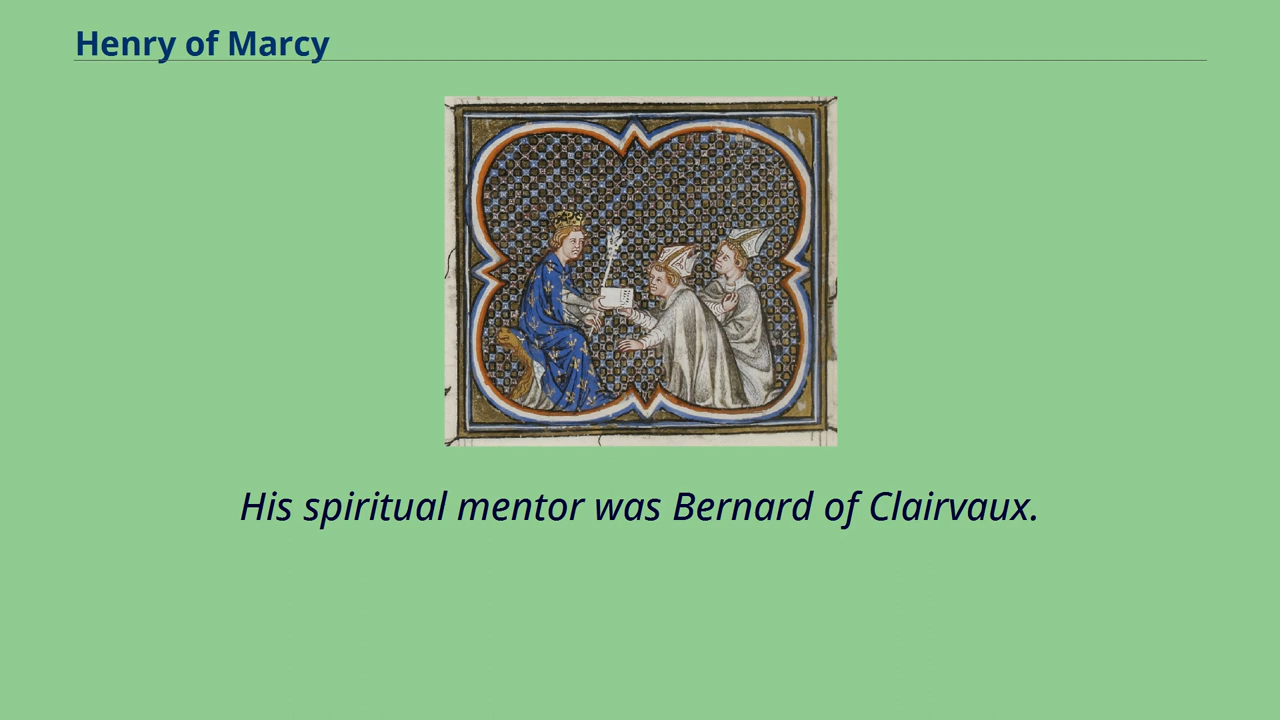 Henry of Marcy
His spiritual mentor was Bernard of Clairvaux.